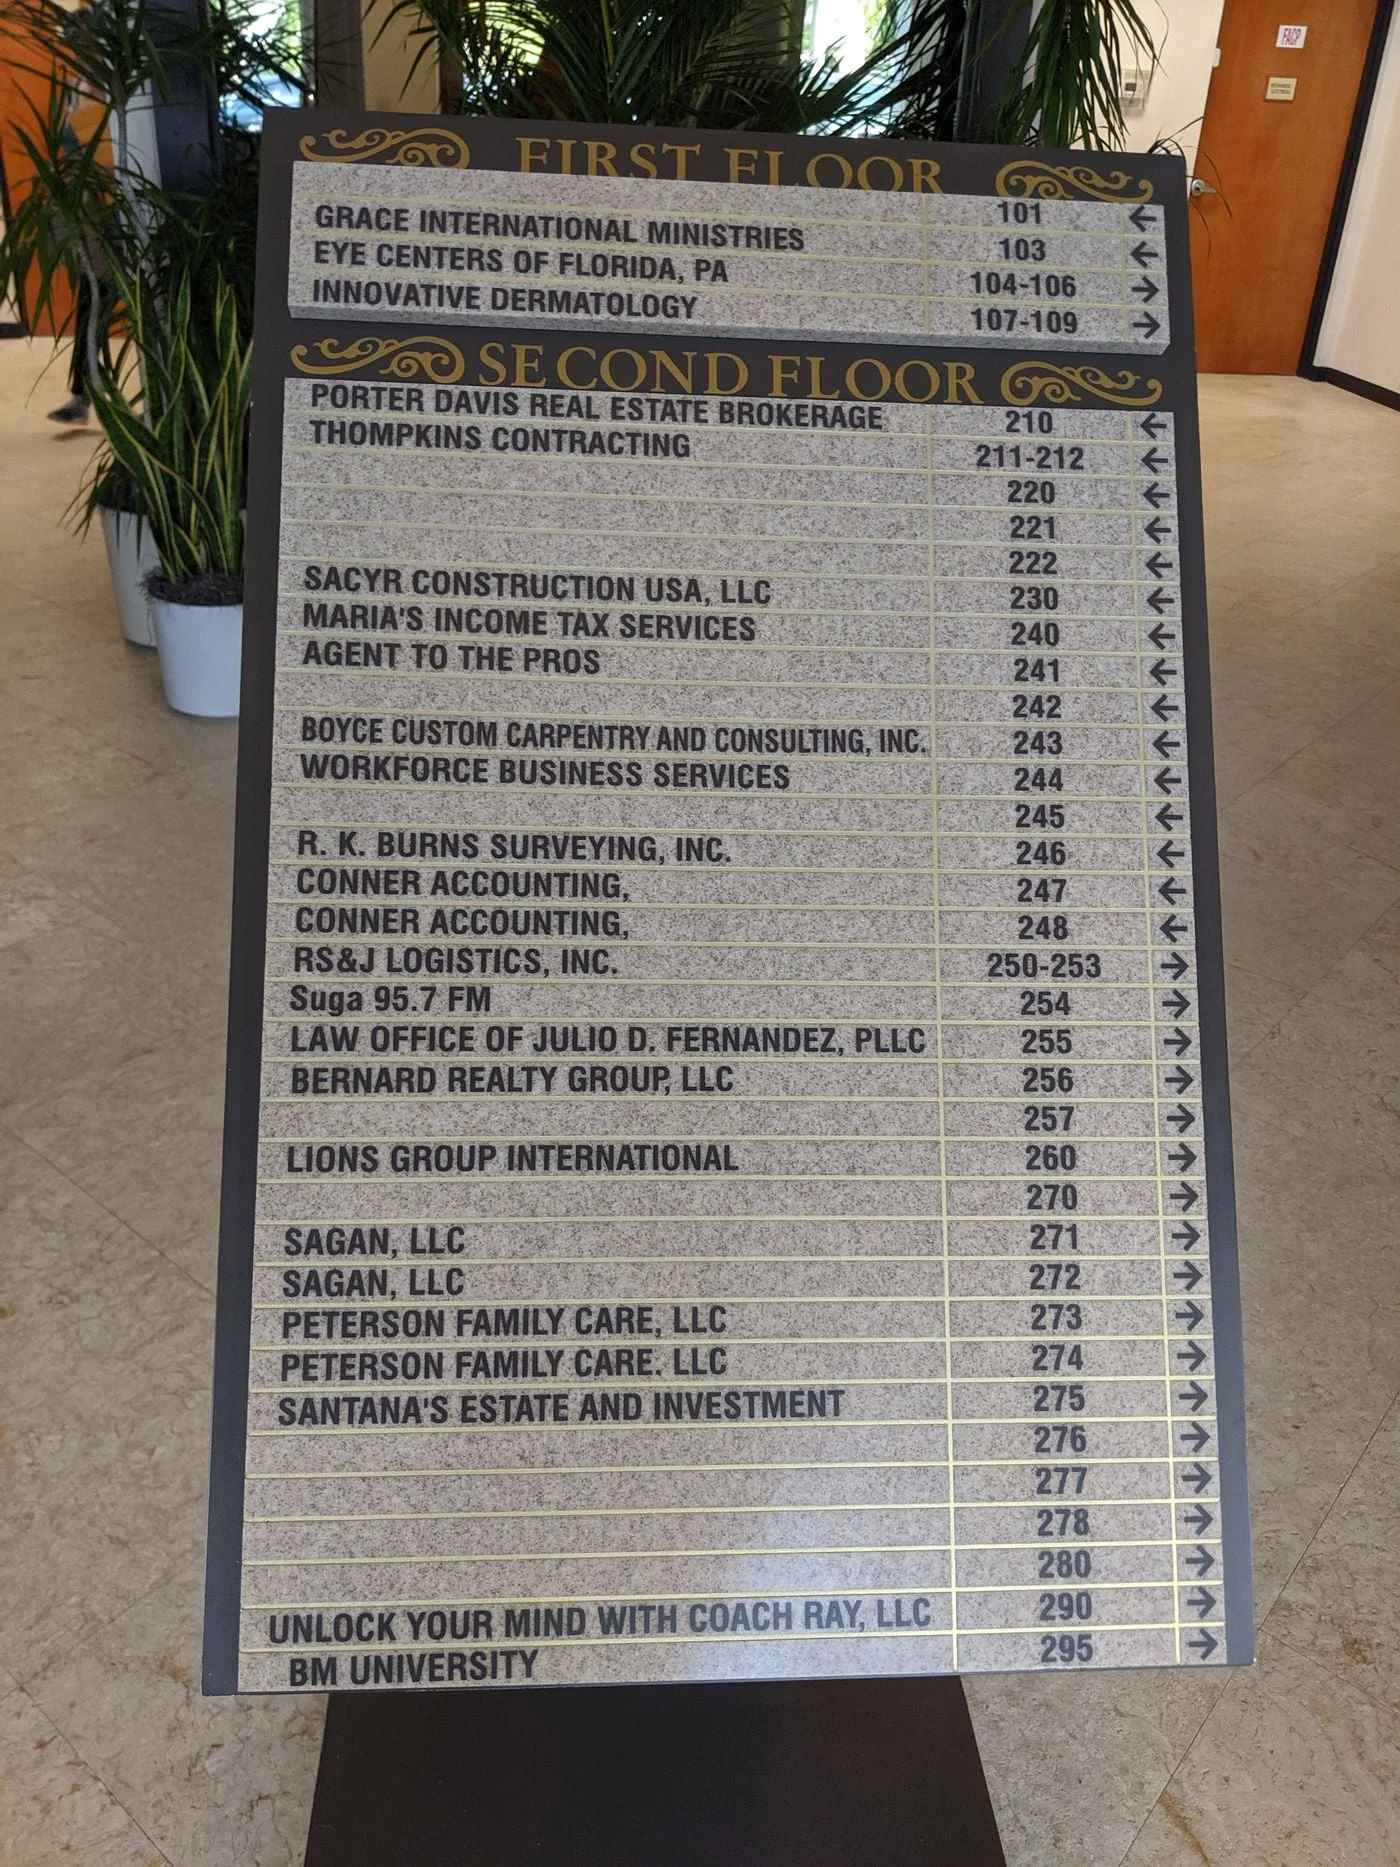 FACP
MECHANICAL
ELECTRICAL
FIRST FLOOR
101 ←
GRACE INTERNATIONAL MINISTRIES 103 ←
EYE CENTERS OF FLORIDA, PA 104-106 →
INNOVATIVE DERMATOLOGY 107-109 →
SECOND FLOOR
PORTER DAVIS REAL ESTATE BROKERAGE 210 ←
THOMPKINS CONTRACTING 211-212 ←
220 ←
221 ←
222 ←
SACYR CONSTRUCTION USA, LLC 230 ←
MARIA'S INCOME TAX SERVICES 240 ←
AGENT TO THE PROS 241 ←
242 ←
BOYCE CUSTOM CARPENTRY AND CONSULTING, INC. 243 ←
WORKFORCE BUSINESS SERVICES 244 ←
245 ←
R. K. BURNS SURVEYING, INC. 246 ←
CONNER ACCOUNTING, 247 ←
CONNER ACCOUNTING, 248 ←
RS&J LOGISTICS, INC. 250-253 →
Suga 95.7 FM 254 →
LAW OFFICE OF JULIO D. FERNANDEZ, PLLC 255 →
BERNARD REALTY GROUP, LLC 256 →
257 →
LIONS GROUP INTERNATIONAL 260 →
270 →
SAGAN, LLC 271 →
SAGAN, LLC 272 →
PETERSON FAMILY CARE, LLC 273 →
PETERSON FAMILY CARE. LLC 274 →
SANTANA'S ESTATE AND INVESTMENT 275 →
276 →
277 →
278 →
280 →
UNLOCK YOUR MIND WITH COACH RAY, LLC 290 →
BM UNIVERSITY 295 →